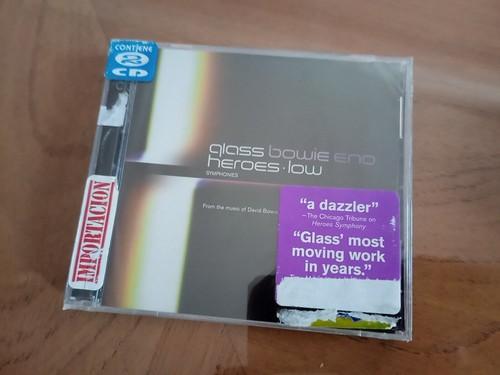 CONTIENE
2
CD
glass bowie eno
heroes · low
SYMPHONIES
From the music of David Bowie
IMPORTACION
“a dazzler”
—The Chicago Tribune on
Heroes Symphony
“Glass’ most
moving work
in years.”